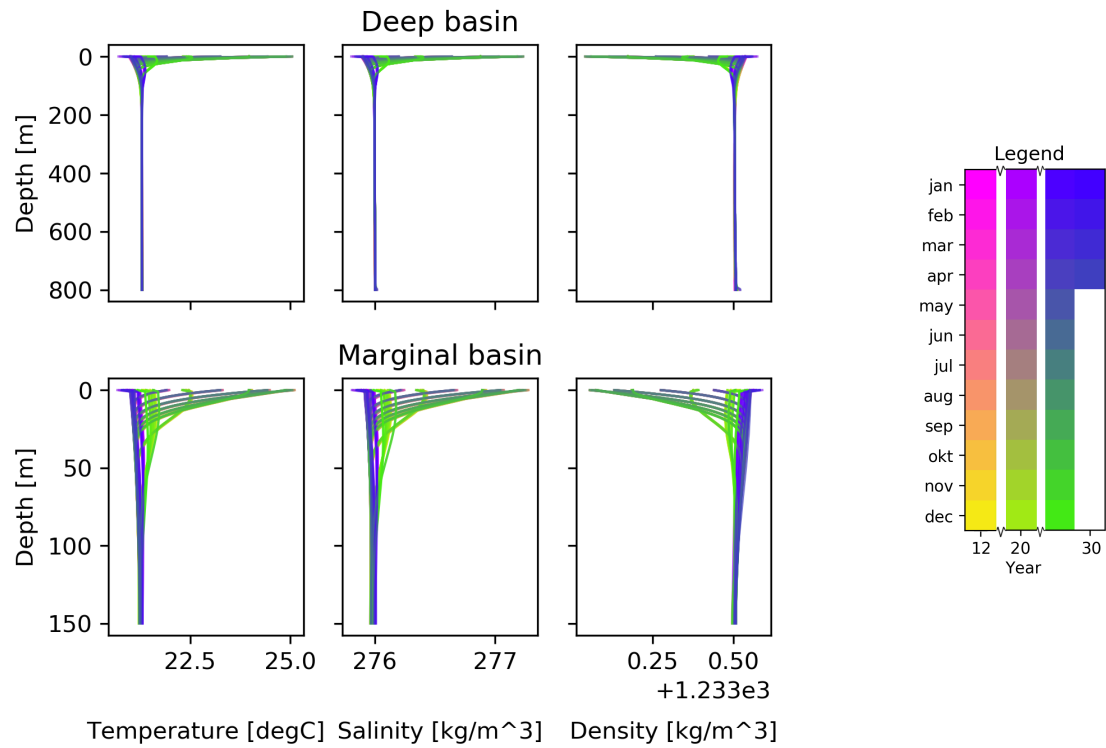 Deep basin
0
200
400
600
800
Depth [m]
Marginal basin
0
50
100
150
Depth [m]
22.5 25.0
276 277
0.25 0.50
+1.233e3
Temperature [degC] Salinity [kg/m^3] Density [kg/m^3]
Legend
jan
feb
mar
apr
may
jun
jul
aug
sep
okt
nov
dec
12 20 30
Year